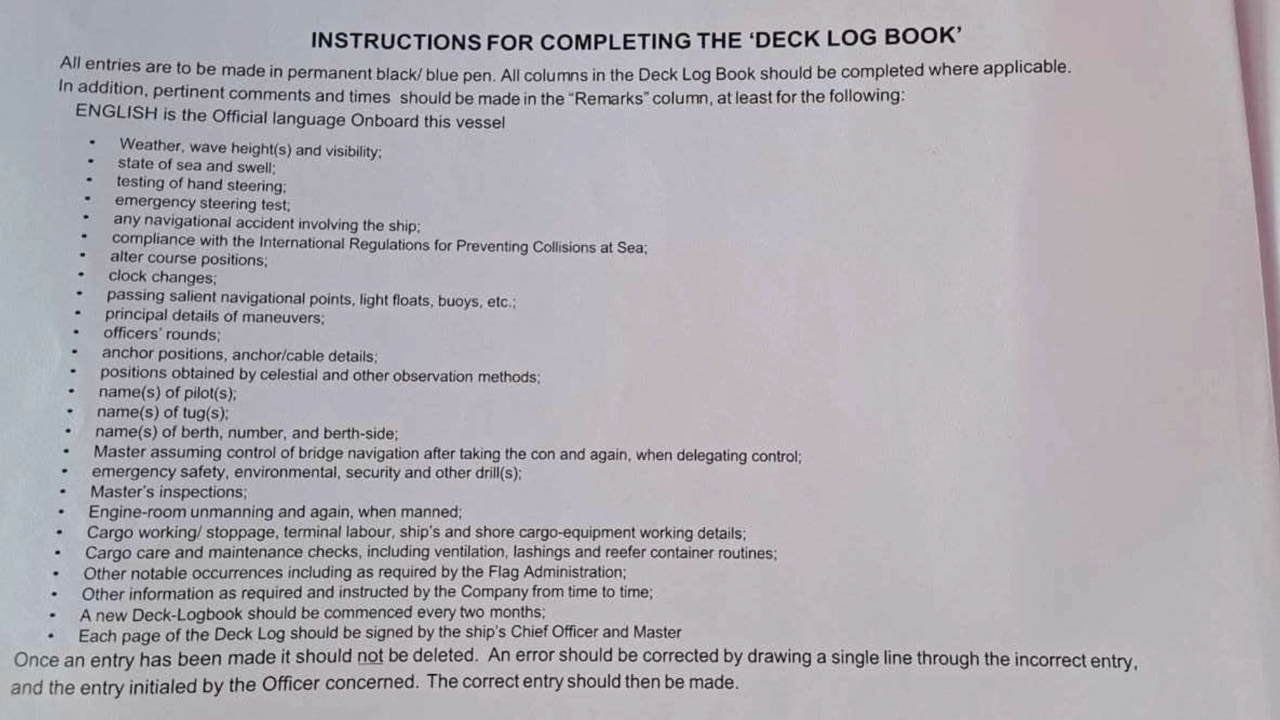 INSTRUCTIONS FOR COMPLETING THE ‘DECK LOG BOOK’
All entries are to be made in permanent black/ blue pen. All columns in the Deck Log Book should be completed where applicable.
In addition, pertinent comments and times should be made in the “Remarks” column, at least for the following:
ENGLISH is the Official language Onboard this vessel
• Weather, wave height(s) and visibility;
• state of sea and swell;
• testing of hand steering;
• emergency steering test;
• any navigational accident involving the ship;
• compliance with the International Regulations for Preventing Collisions at Sea;
• alter course positions;
• clock changes;
• passing salient navigational points, light floats, buoys, etc.;
• principal details of maneuvers;
• officers’ rounds;
• anchor positions, anchor/cable details;
• positions obtained by celestial and other observation methods;
• name(s) of pilot(s);
• name(s) of tug(s);
• name(s) of berth, number, and berth-side;
• Master assuming control of bridge navigation after taking the con and again, when delegating control;
• emergency safety, environmental, security and other drill(s);
• Master’s inspections;
• Engine-room unmanning and again, when manned;
• Cargo working/ stoppage, terminal labour, ship’s and shore cargo-equipment working details;
• Cargo care and maintenance checks, including ventilation, lashings and reefer container routines;
• Other notable occurrences including as required by the Flag Administration;
• Other information as required and instructed by the Company from time to time;
• A new Deck-Logbook should be commenced every two months;
• Each page of the Deck Log should be signed by the ship’s Chief Officer and Master
Once an entry has been made it should not be deleted. An error should be corrected by drawing a single line through the incorrect entry,
and the entry initialed by the Officer concerned. The correct entry should then be made.